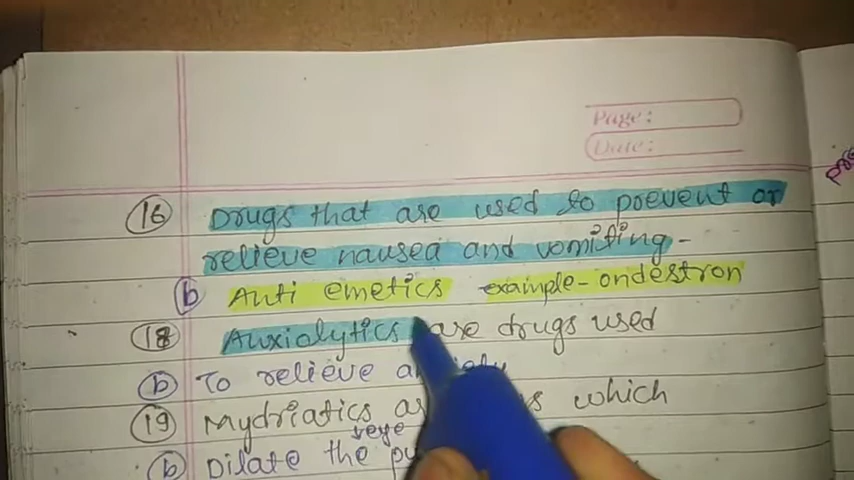 Page:
Date:
16 Drugs that are used to prevent or
relieve nausea and vomiting -
b Anti emetics example - ondestron
18 Auxiolytics are drugs used
b To relieve
19 Mydriatics which
eye
b Dilate the